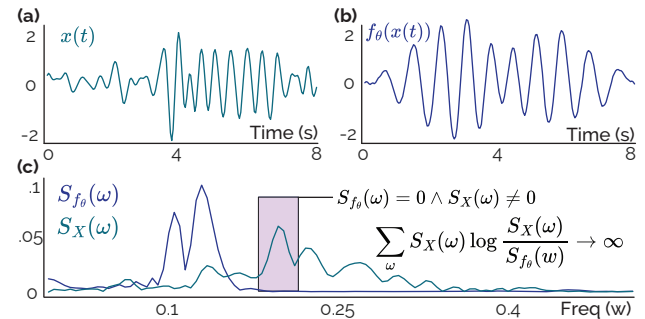 (a)
x(t)
2
0
-2
Time (s)
0 4 8
(b)
f_θ(x(t))
2
0
-2
Time (s)
0 4 8
(c)
.1
.05
0
S_{f_θ}(ω)
S_X(ω)
S_{f_θ}(ω) = 0 ∧ S_X(ω) ≠ 0
∑_ω S_X(ω) log S_X(ω) / S_{f_θ}(w) → ∞
0.1 0.25 0.4 Freq (w)